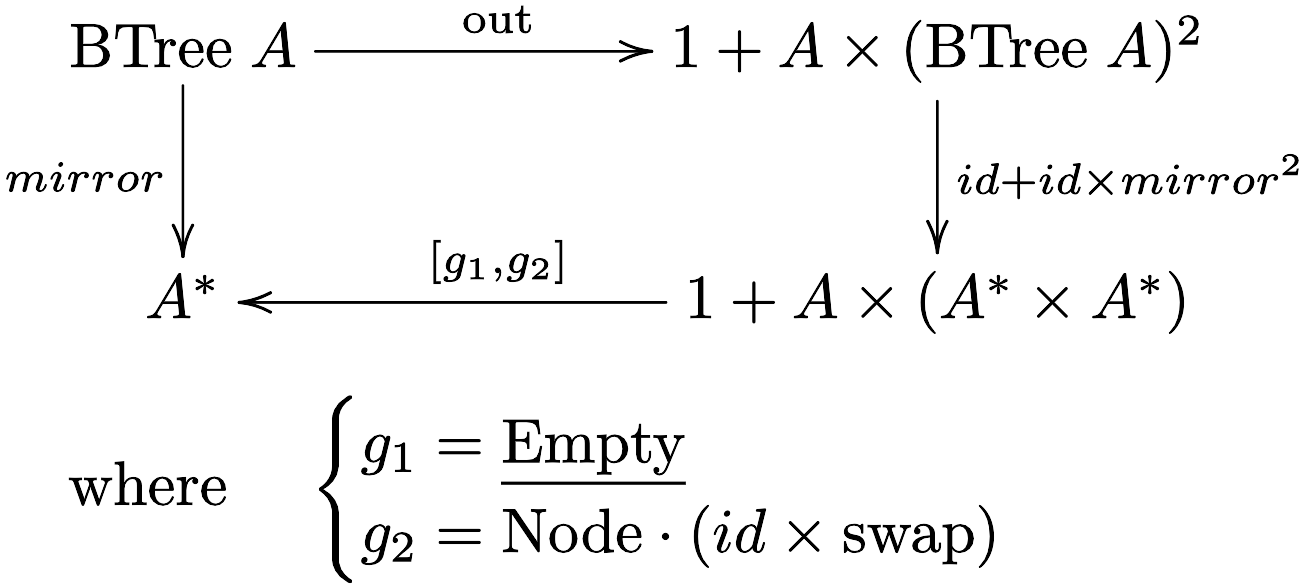 BTree A out 1 + A × (BTree A)²
mirror id+id×mirror²
[g₁,g₂]
A* 1 + A × (A* × A*)
where { g₁ = Empty
g₂ = Node · (id × swap)